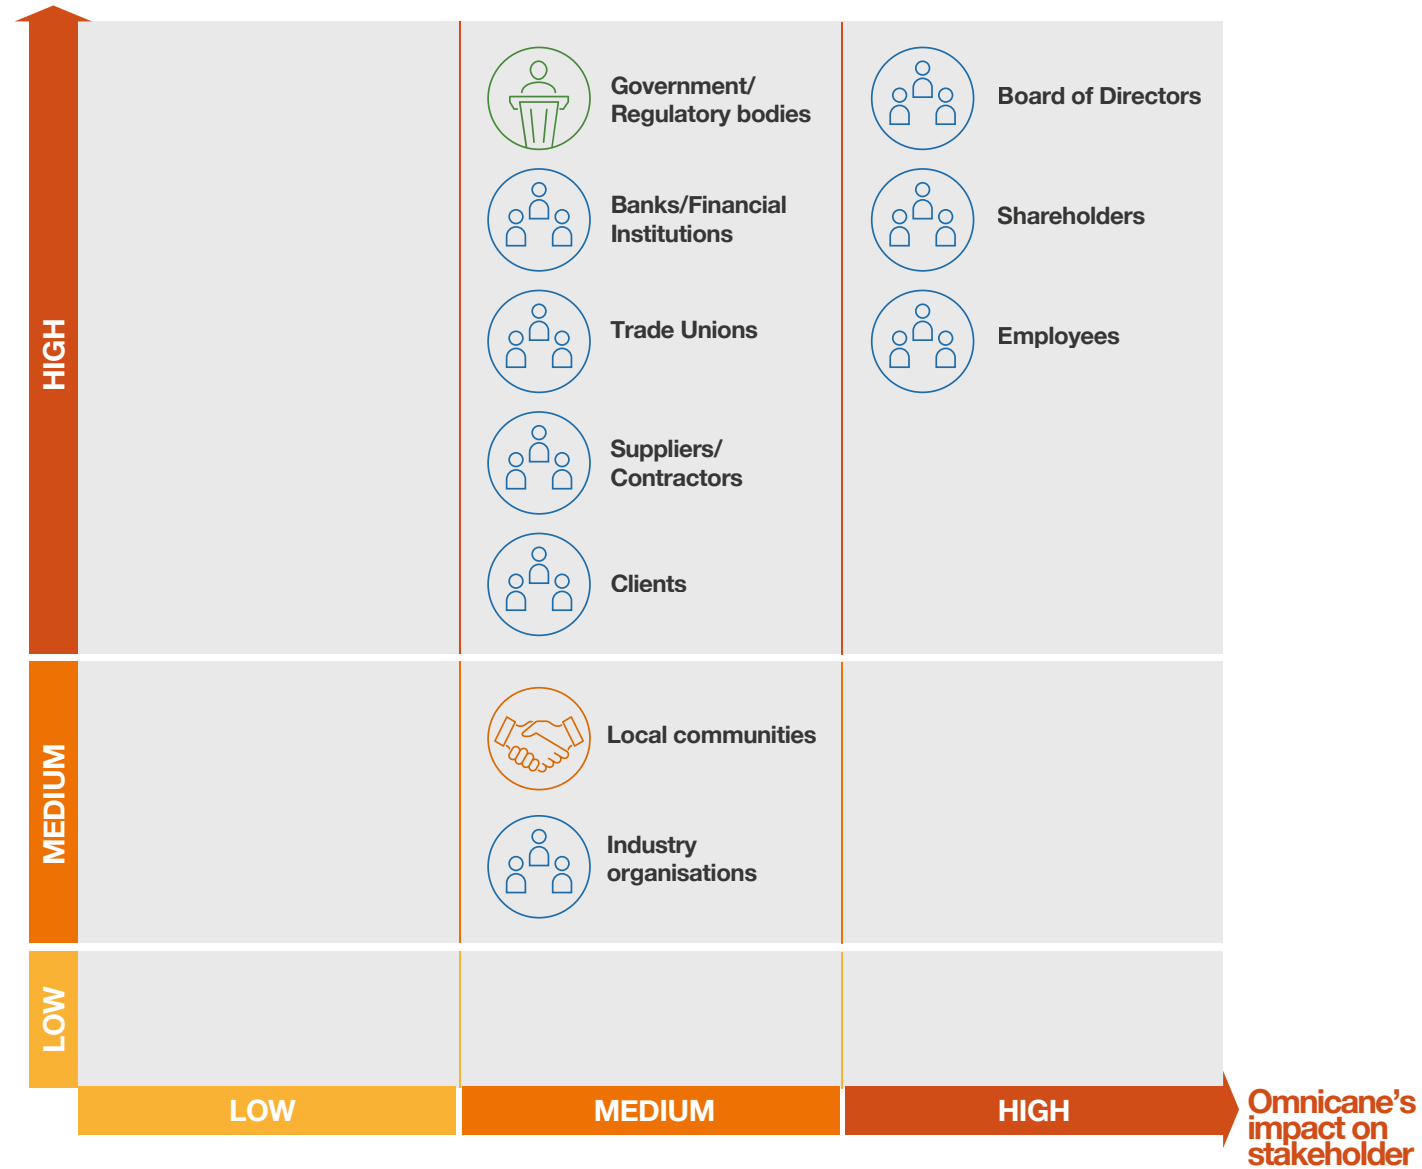 HIGH
Government/
Regulatory bodies
Banks/Financial
Institutions
Trade Unions
Suppliers/
Contractors
Clients
Board of Directors
Shareholders
Employees
MEDIUM
Local communities
Industry
organisations
LOW
LOW
MEDIUM
HIGH
Omnicane's
impact on
stakeholder